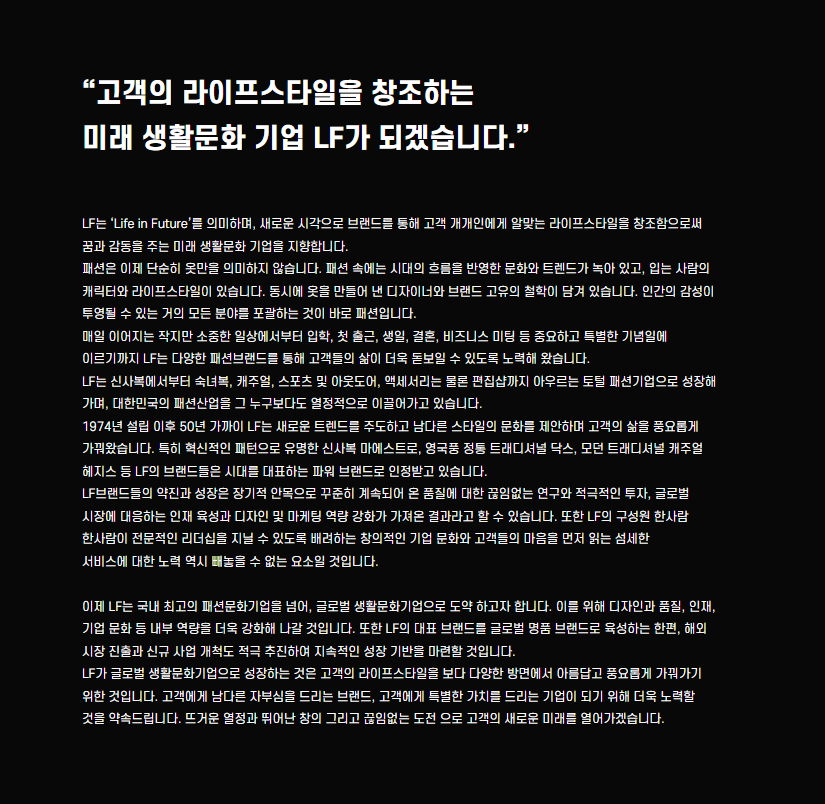 “고객의 라이프스타일을 창조하는
미래 생활문화 기업 LF가 되겠습니다.”
LF는 ‘Life in Future’를 의미하며, 새로운 시각으로 브랜드를 통해 고객 개개인에게 알맞는 라이프스타일을 창조함으로써
꿈과 감동을 주는 미래 생활문화 기업을 지향합니다.
패션은 이제 단순히 옷만을 의미하지 않습니다. 패션 속에는 시대의 흐름을 반영한 문화와 트렌드가 녹아 있고, 입는 사람의
캐릭터와 라이프스타일이 있습니다. 동시에 옷을 만들어 낸 디자이너와 브랜드 고유의 철학이 담겨 있습니다. 인간의 감성이
투영될 수 있는 거의 모든 분야를 포괄하는 것이 바로 패션입니다.
매일 이어지는 작지만 소중한 일상에서부터 입학, 첫 출근, 생일, 결혼, 비즈니스 미팅 등 중요하고 특별한 기념일에
이르기까지 LF는 다양한 패션브랜드를 통해 고객들의 삶이 더욱 돋보일 수 있도록 노력해 왔습니다.
LF는 신사복에서부터 숙녀복, 캐주얼, 스포츠 및 아웃도어, 액세서리는 물론 편집샵까지 아우르는 토털 패션기업으로 성장해
가며, 대한민국의 패션산업을 그 누구보다도 열정적으로 이끌어가고 있습니다.
1974년 설립 이후 50년 가까이 LF는 새로운 트렌드를 주도하고 남다른 스타일의 문화를 제안하며 고객의 삶을 풍요롭게
가꿔왔습니다. 특히 혁신적인 패턴으로 유명한 신사복 마에스트로, 영국풍 정통 트래디셔널 닥스, 모던 트래디셔널 캐주얼
헤지스 등 LF의 브랜드들은 시대를 대표하는 파워 브랜드로 인정받고 있습니다.
LF브랜드들의 약진과 성장은 장기적 안목으로 꾸준히 계속되어 온 품질에 대한 끊임없는 연구와 적극적인 투자, 글로벌
시장에 대응하는 인재 육성과 디자인 및 마케팅 역량 강화가 가져온 결과라고 할 수 있습니다. 또한 LF의 구성원 한사람
한사람이 전문적인 리더십을 지닐 수 있도록 배려하는 창의적인 기업 문화와 고객들의 마음을 먼저 읽는 섬세한
서비스에 대한 노력 역시 빼놓을 수 없는 요소일 것입니다.
이제 LF는 국내 최고의 패션문화기업을 넘어, 글로벌 생활문화기업으로 도약 하고자 합니다. 이를 위해 디자인과 품질, 인재,
기업 문화 등 내부 역량을 더욱 강화해 나갈 것입니다. 또한 LF의 대표 브랜드를 글로벌 명품 브랜드로 육성하는 한편, 해외
시장 진출과 신규 사업 개척도 적극 추진하여 지속적인 성장 기반을 마련할 것입니다.
LF가 글로벌 생활문화기업으로 성장하는 것은 고객의 라이프스타일을 보다 다양한 방면에서 아름답고 풍요롭게 가꿔가기
위한 것입니다. 고객에게 남다른 자부심을 드리는 브랜드, 고객에게 특별한 가치를 드리는 기업이 되기 위해 더욱 노력할
것을 약속드립니다. 뜨거운 열정과 뛰어난 창의 그리고 끊임없는 도전 으로 고객의 새로운 미래를 열어가겠습니다.